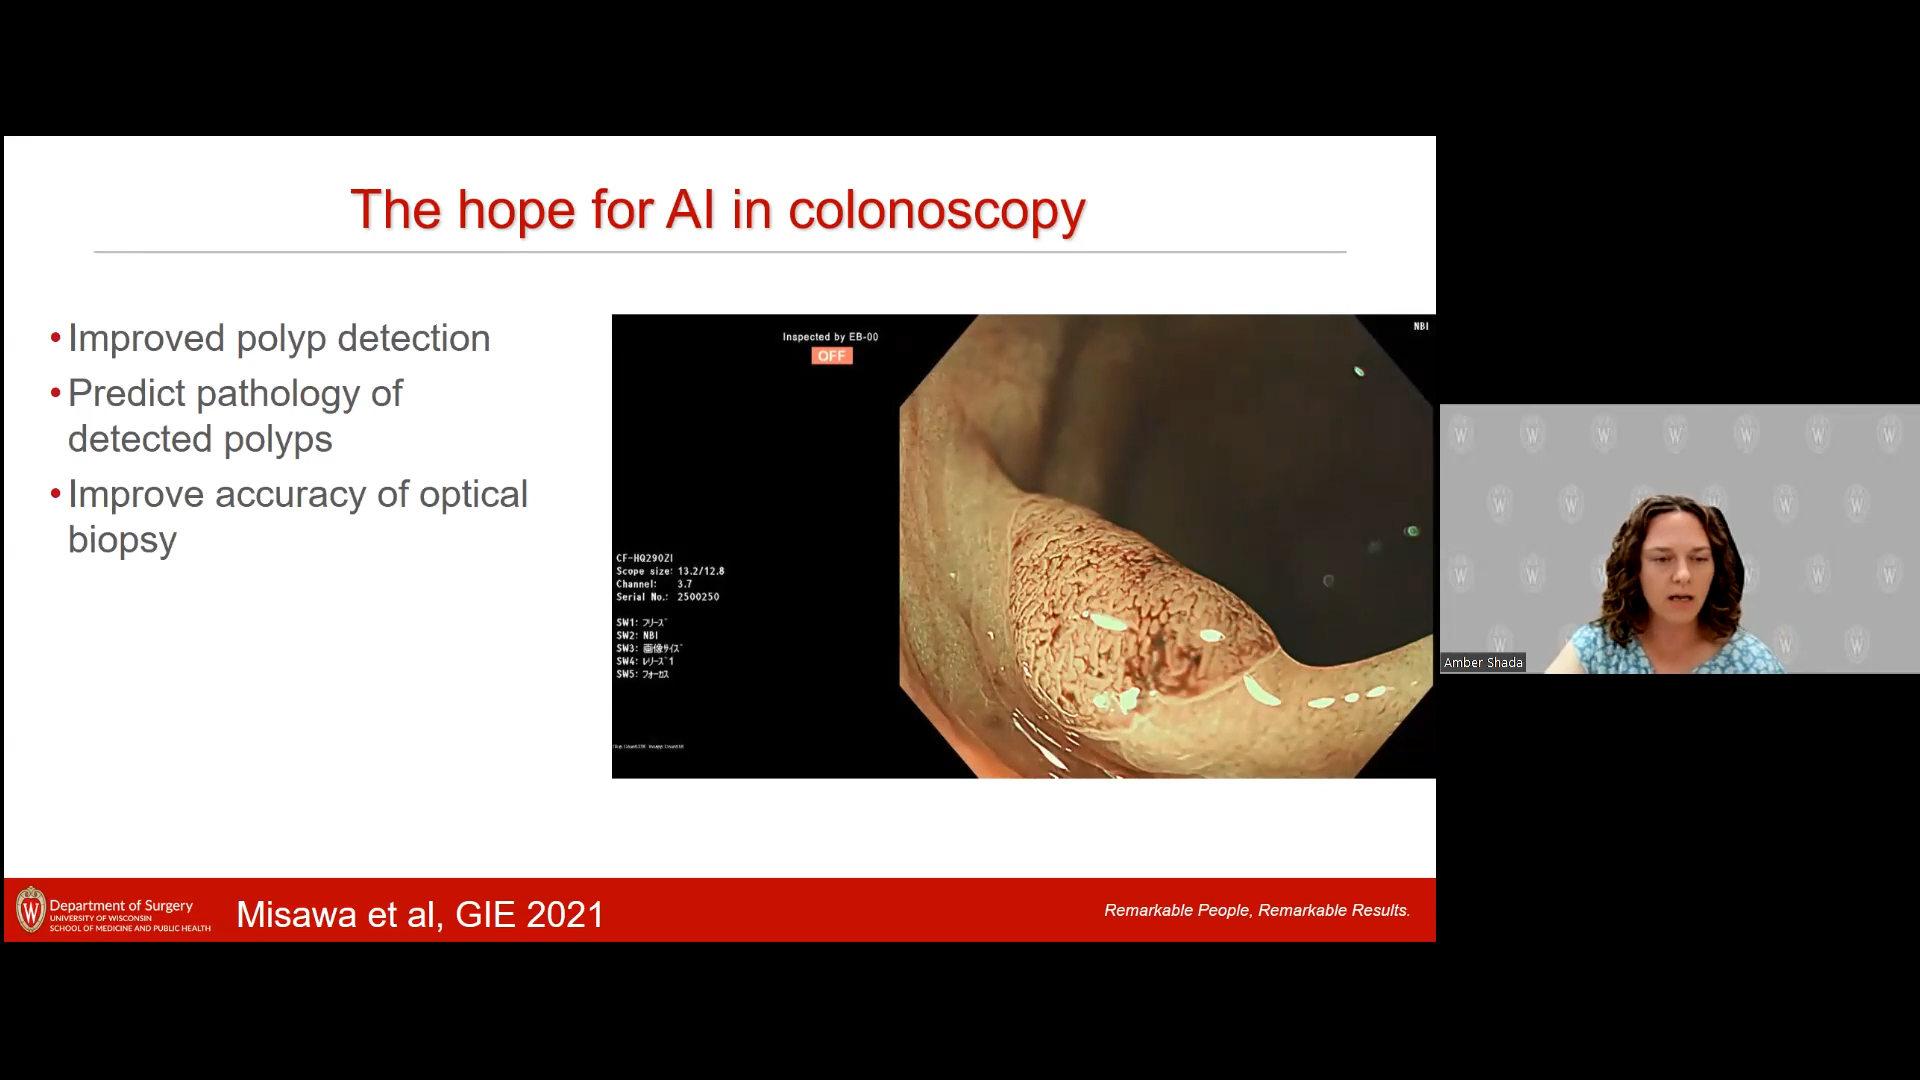 The hope for AI in colonoscopy
• Improved polyp detection
• Predict pathology of
detected polyps
• Improve accuracy of optical
biopsy
Inspected by EB-00
OFF
NBI
CF-HQ290ZI
Scope size: 13.2/12.8
Channel: 3.7
Serial No.: 2500250
SW1: フリーズ
SW2: NBI
SW3: 画像サイズ
SW4: レリーズ1
SW5: フォーカス
Amber Shada
W
Department of Surgery
UNIVERSITY OF WISCONSIN
SCHOOL OF MEDICINE AND PUBLIC HEALTH
Misawa et al, GIE 2021
Remarkable People, Remarkable Results.